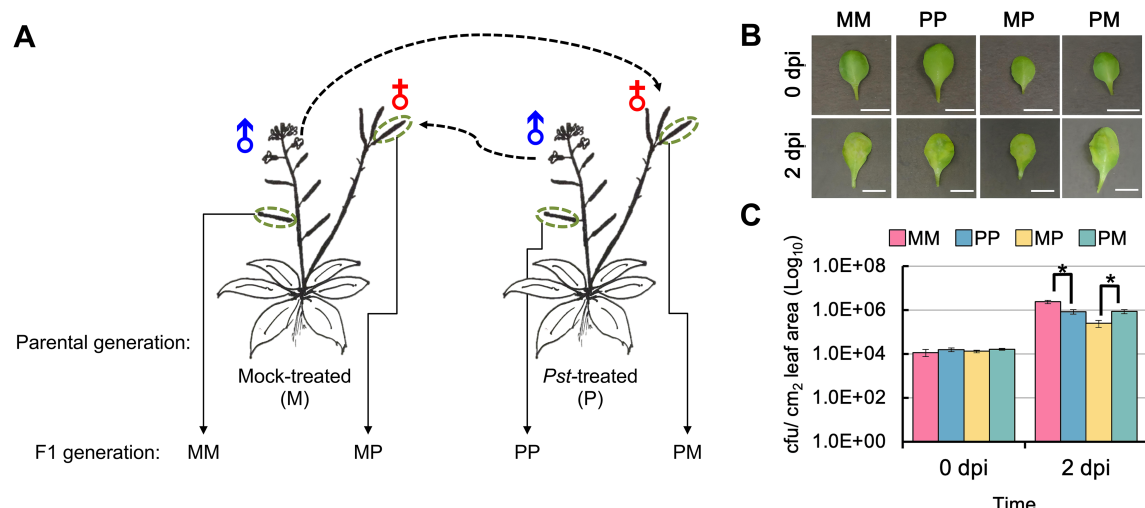 A
Parental generation:
Mock-treated
(M)
Pst-treated
(P)
F1 generation:
MM
MP
PP
PM
B
MM
PP
MP
PM
0 dpi
2 dpi
C
MM
PP
MP
PM
cfu/ cm2 leaf area (Log10)
1.0E+08
1.0E+06
1.0E+04
1.0E+02
1.0E+00
*
*
0 dpi
2 dpi
Time